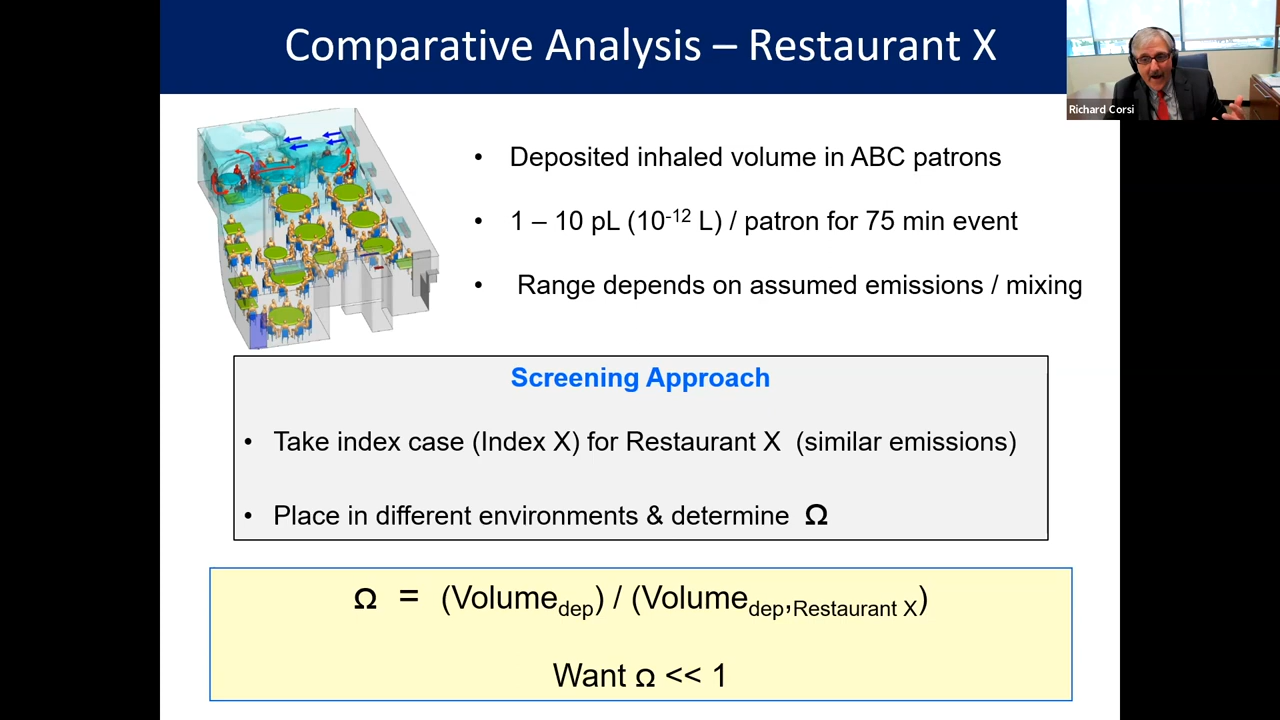 Comparative Analysis – Restaurant X
Richard Corsi
• Deposited inhaled volume in ABC patrons
• 1 – 10 pL (10⁻¹² L) / patron for 75 min event
• Range depends on assumed emissions / mixing
Screening Approach
• Take index case (Index X) for Restaurant X (similar emissions)
• Place in different environments & determine Ω
Ω = (Volume_dep) / (Volume_dep,Restaurant X)
Want Ω << 1